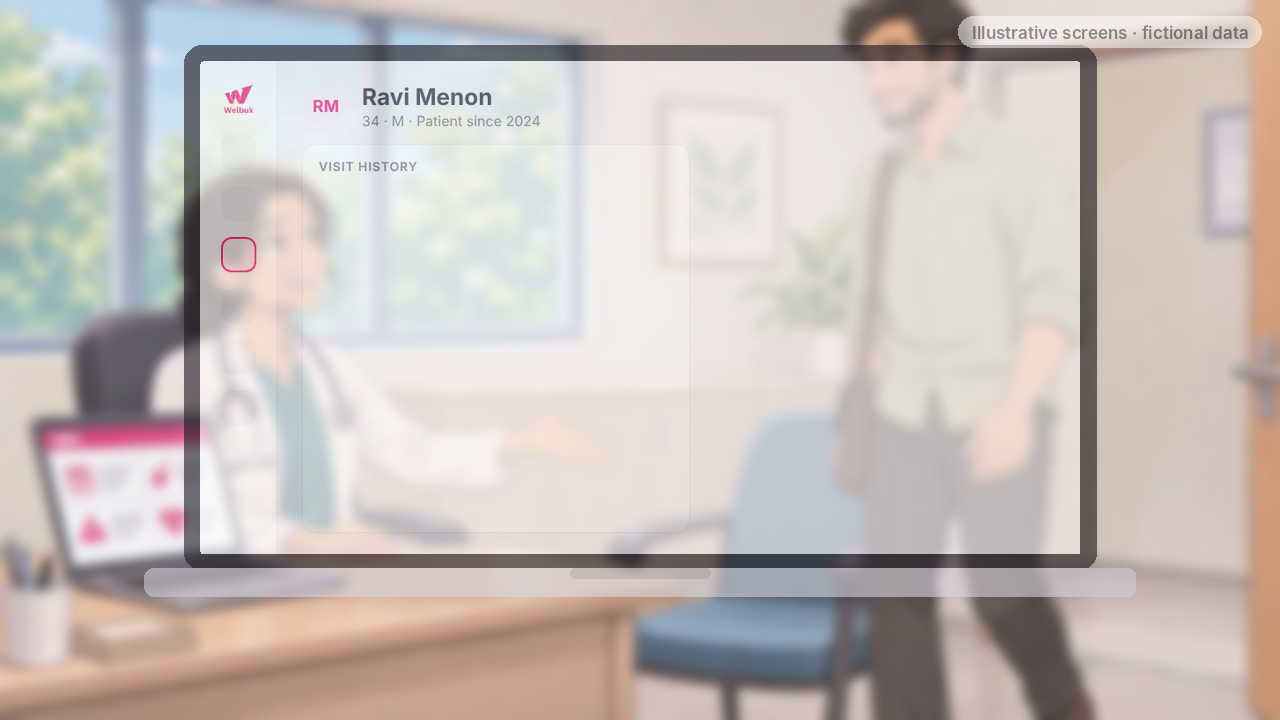 Illustrative screens · fictional data
Welbuk
RM
Ravi Menon
34 · M · Patient since 2024
VISIT HISTORY